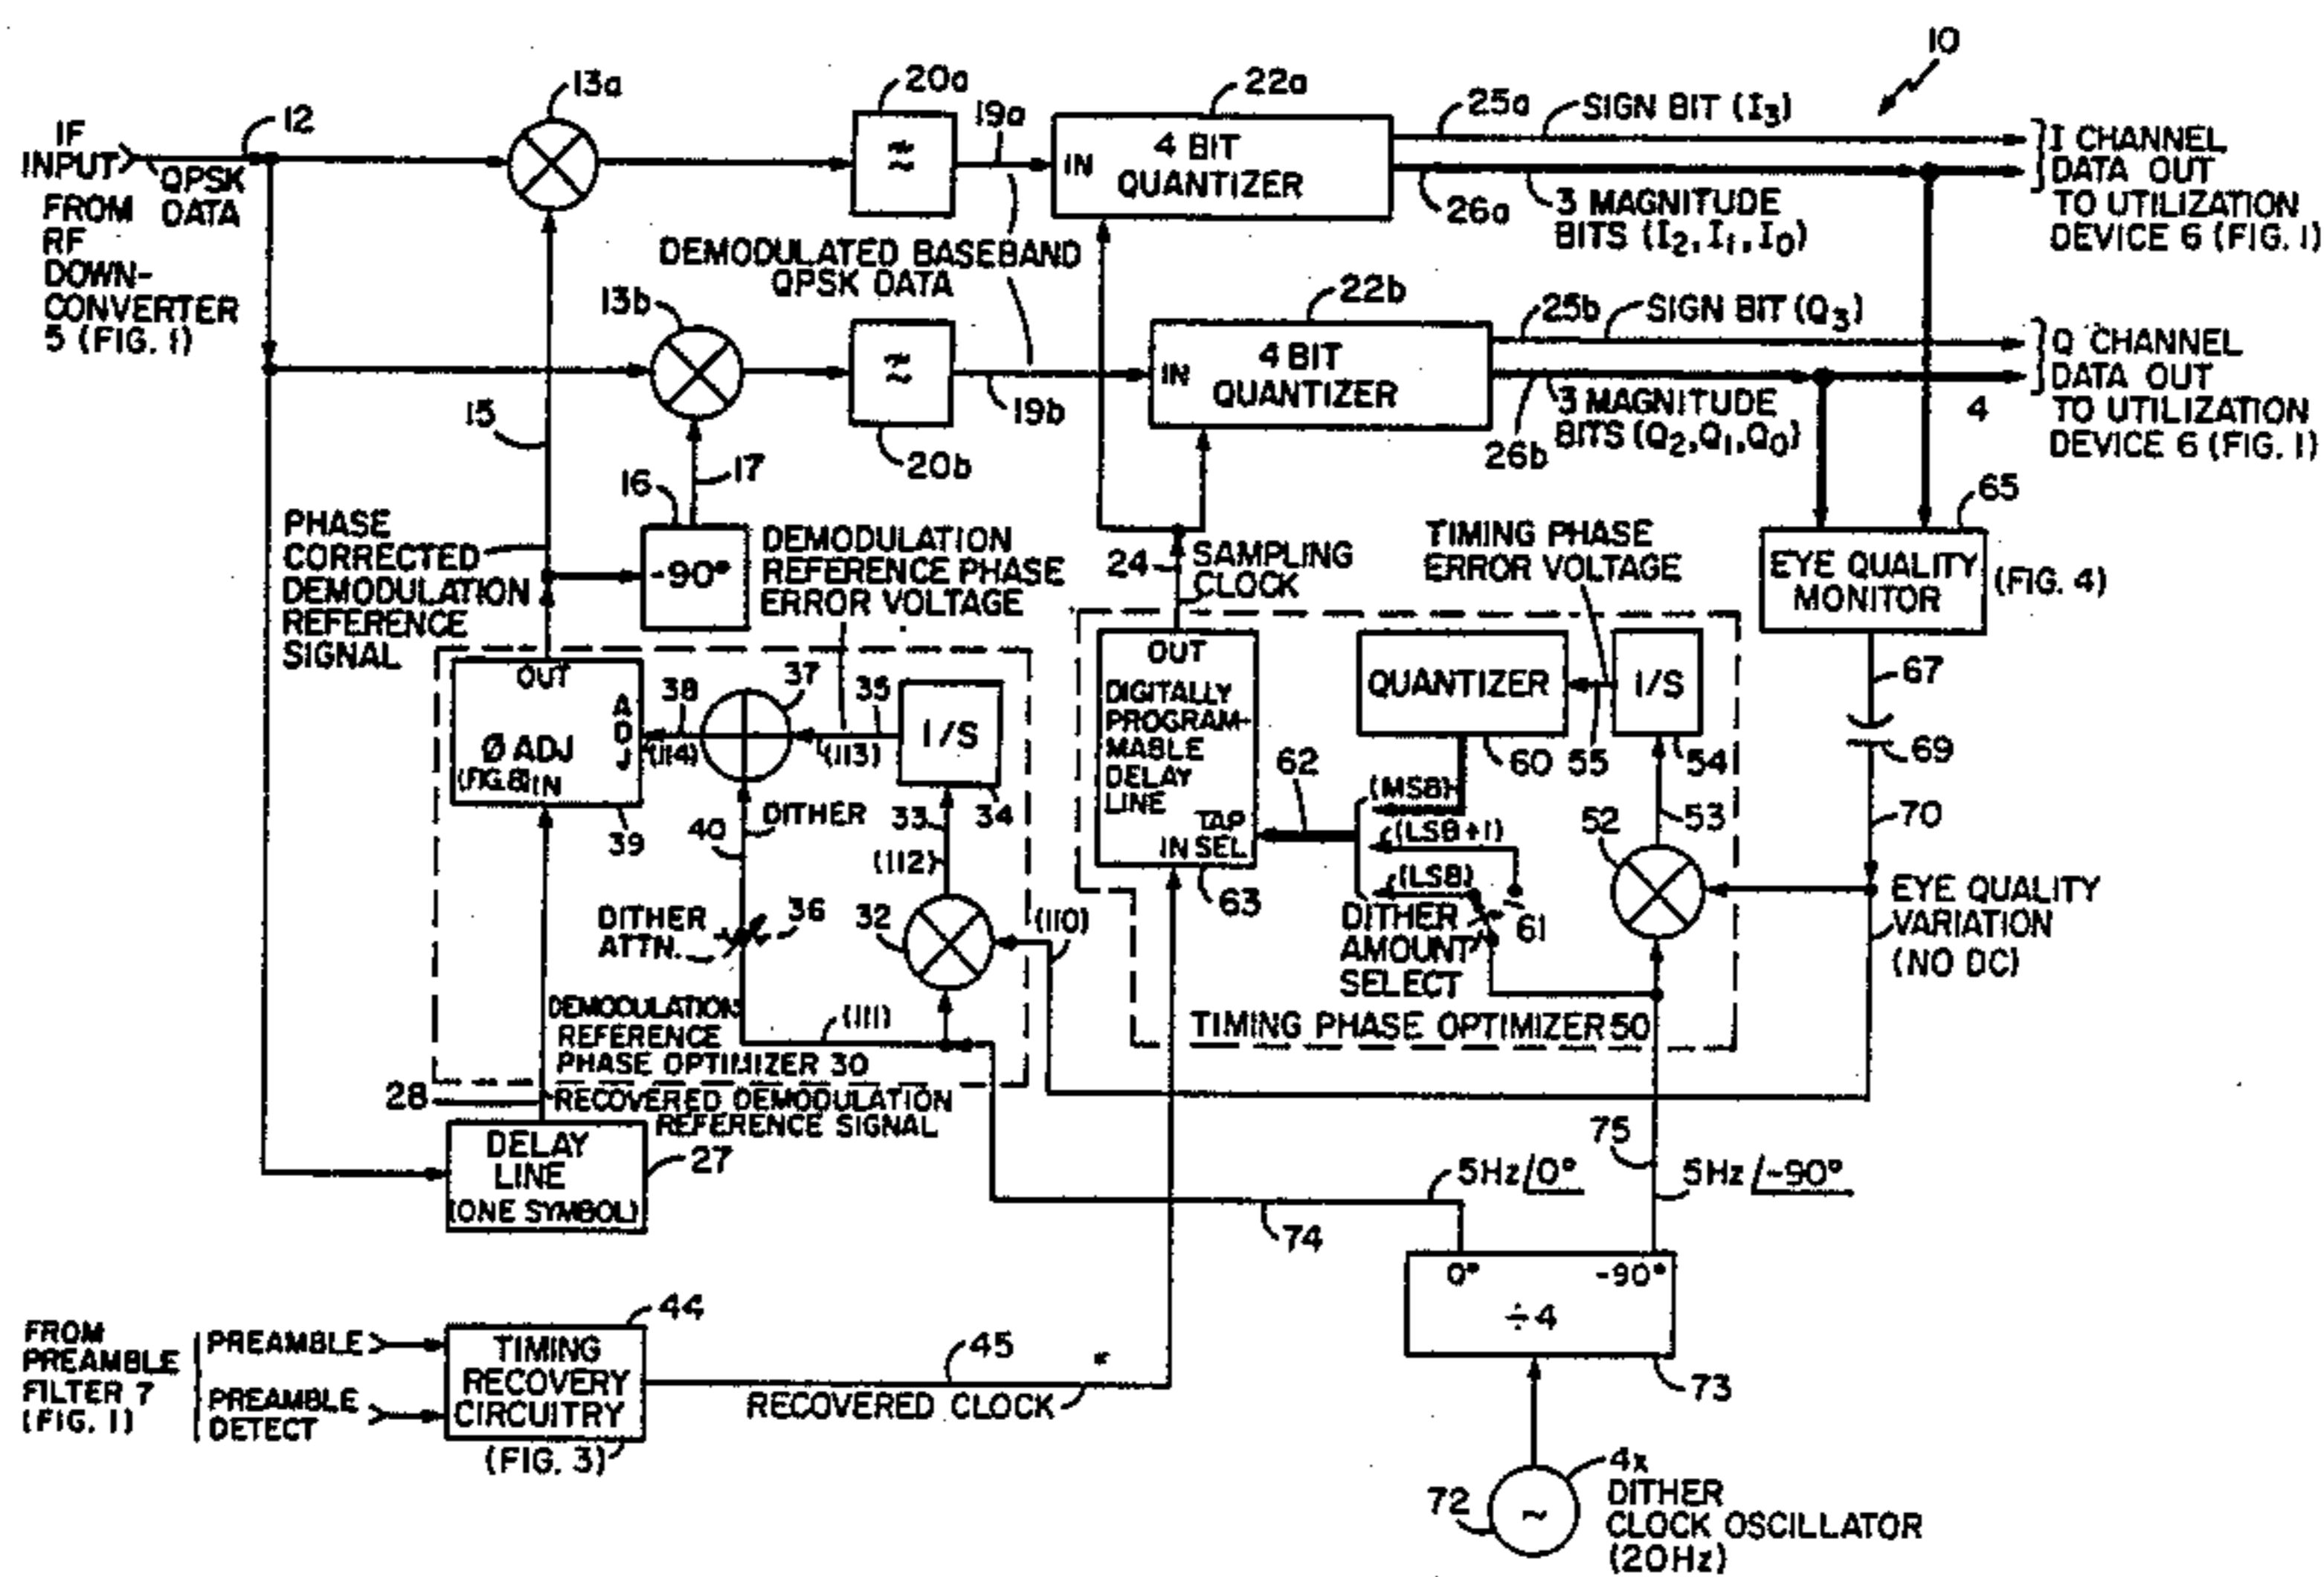 10
IF
INPUT
12
QPSK
DATA
FROM
RF
DOWN-
CONVERTER
5 (FIG. 1)
13a
20a
19a
22a
4 BIT
QUANTIZER
IN
25a
SIGN BIT (I3)
26a
3 MAGNITUDE
BITS (I2, I1, I0)
I CHANNEL
DATA OUT
TO UTILIZATION
DEVICE 6 (FIG. 1)
DEMODULATED BASEBAND
QPSK DATA
13b
20b
19b
22b
4 BIT
QUANTIZER
IN
25b
SIGN BIT (Q3)
26b
3 MAGNITUDE
BITS (Q2, Q1, Q0)
4
Q CHANNEL
DATA OUT
TO UTILIZATION
DEVICE 6 (FIG. 1)
15
16
17
-90°
PHASE
CORRECTED
DEMODULATION
REFERENCE
SIGNAL
DEMODULATION
REFERENCE PHASE
ERROR VOLTAGE
24
SAMPLING
CLOCK
TIMING PHASE
ERROR VOLTAGE
65
EYE QUALITY
MONITOR
(FIG. 4)
67
69
70
EYE QUALITY
VARIATION
(NO DC)
OUT
Ø ADJ
(FIG. 8)
IN
ADJ
39
38
(114)
37
35
(113)
I/S
34
33
(112)
32
(110)
DITHER
40
DITHER
ATTN.
36
(111)
DEMODULATION
REFERENCE
PHASE OPTIMIZER 30
28
RECOVERED DEMODULATION
REFERENCE SIGNAL
DELAY
LINE
(ONE SYMBOL)
27
OUT
DIGITALLY
PROGRAM-
MABLE
DELAY
LINE
TAP
IN SEL
63
62
QUANTIZER
60
55
I/S
54
53
52
(MSB)
(LSB+1)
(LSB)
61
DITHER
AMOUNT
SELECT
TIMING PHASE OPTIMIZER 50
75
5Hz/0°
5Hz/-90°
74
0°
-90°
÷4
73
FROM
PREAMBLE
FILTER 7
(FIG. 1)
PREAMBLE
PREAMBLE
DETECT
44
TIMING
RECOVERY
CIRCUITRY
(FIG. 3)
45
RECOVERED CLOCK
72
~
4x
DITHER
CLOCK OSCILLATOR
(20Hz)